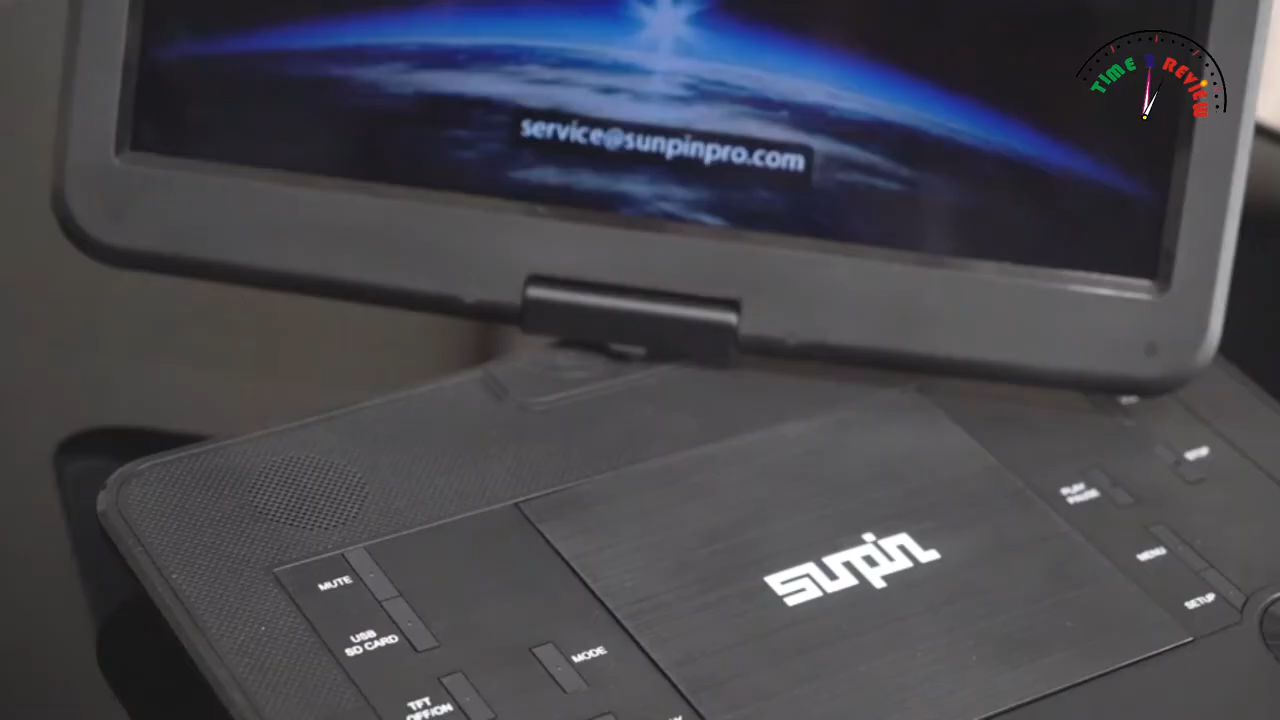 TIME REVIEW
service@sunpinpro.com
STOP
PLAY
PAUSE
sunpin
MENU
MUTE
SETUP
USB
SD CARD
MODE
TFT
OFF/ON